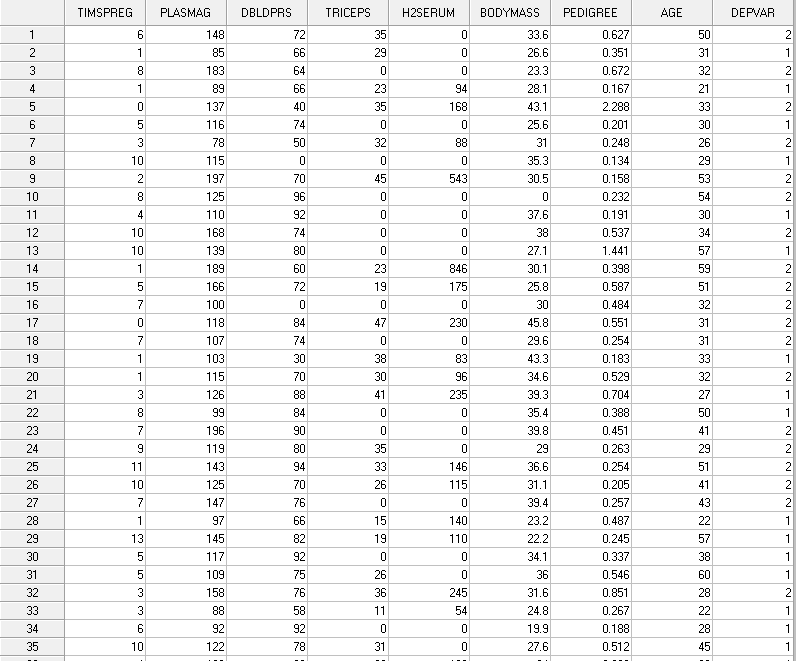 TIMSPREG PLASMAG DBLDPRS TRICEPS H2SERUM BODYMASS PEDIGREE AGE DEPVAR
1 6 148 72 35 0 33.6 0.627 50 2
2 1 85 66 29 0 26.6 0.351 31 1
3 8 183 64 0 0 23.3 0.672 32 2
4 1 89 66 23 94 28.1 0.167 21 1
5 0 137 40 35 168 43.1 2.288 33 2
6 5 116 74 0 0 25.6 0.201 30 1
7 3 78 50 32 88 31 0.248 26 2
8 10 115 0 0 0 35.3 0.134 29 1
9 2 197 70 45 543 30.5 0.158 53 2
10 8 125 96 0 0 0 0.232 54 2
11 4 110 92 0 0 37.6 0.191 30 1
12 10 168 74 0 0 38 0.537 34 2
13 10 139 80 0 0 27.1 1.441 57 1
14 1 189 60 23 846 30.1 0.398 59 2
15 5 166 72 19 175 25.8 0.587 51 2
16 7 100 0 0 0 30 0.484 32 2
17 0 118 84 47 230 45.8 0.551 31 2
18 7 107 74 0 0 29.6 0.254 31 2
19 1 103 30 38 83 43.3 0.183 33 1
20 1 115 70 30 96 34.6 0.529 32 2
21 3 126 88 41 235 39.3 0.704 27 1
22 8 99 84 0 0 35.4 0.388 50 1
23 7 196 90 0 0 39.8 0.451 41 2
24 9 119 80 35 0 29 0.263 29 2
25 11 143 94 33 146 36.6 0.254 51 2
26 10 125 70 26 115 31.1 0.205 41 2
27 7 147 76 0 0 39.4 0.257 43 2
28 1 97 66 15 140 23.2 0.487 22 1
29 13 145 82 19 110 22.2 0.245 57 1
30 5 117 92 0 0 34.1 0.337 38 1
31 5 109 75 26 0 36 0.546 60 1
32 3 158 76 36 245 31.6 0.851 28 2
33 3 88 58 11 54 24.8 0.267 22 1
34 6 92 92 0 0 19.9 0.188 28 1
35 10 122 78 31 0 27.6 0.512 45 1